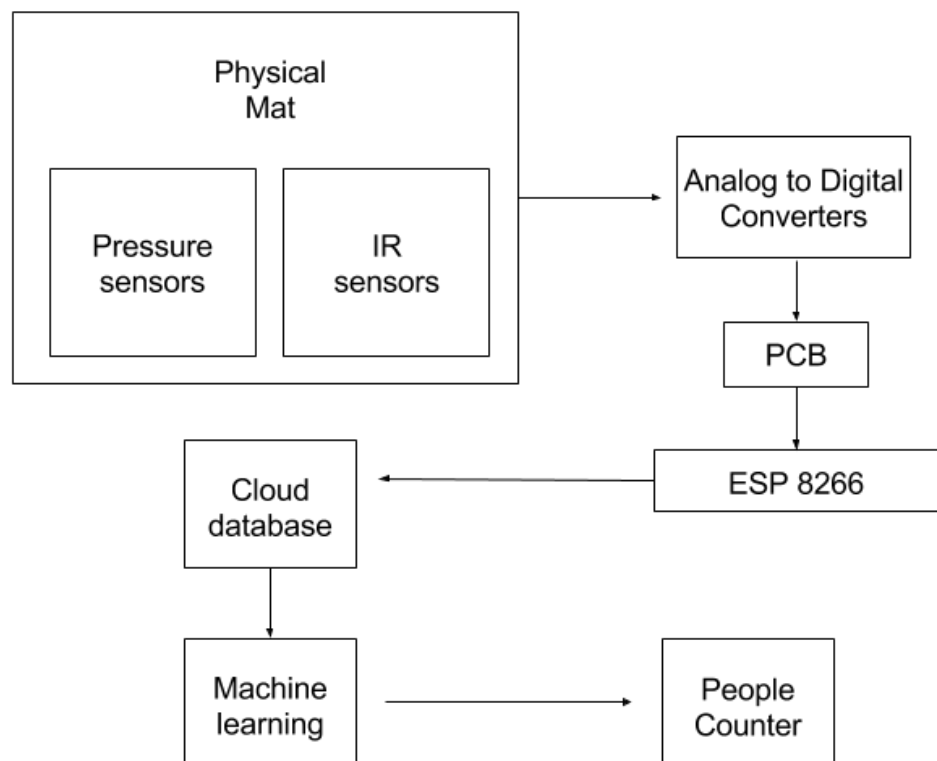 Physical
Mat
Pressure
sensors
IR
sensors
Analog to Digital
Converters
PCB
ESP 8266
Cloud
database
Machine
learning
People
Counter